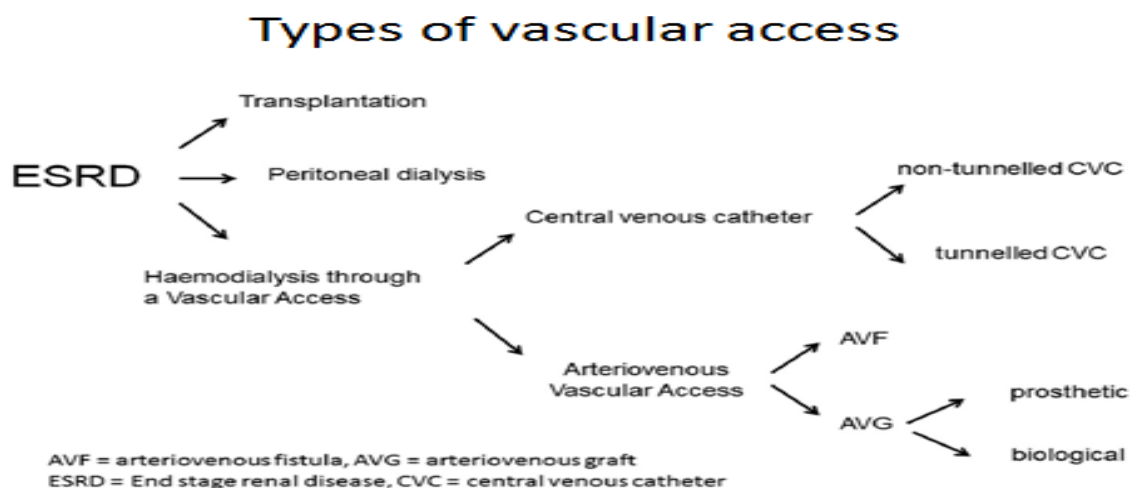 Types of vascular access
Transplantation
ESRD
Peritoneal dialysis
Haemodialysis through
a Vascular Access
Central venous catheter
non-tunnelled CVC
tunnelled CVC
Arteriovenous
Vascular Access
AVF
AVG
prosthetic
biological
AVF = arteriovenous fistula, AVG = arteriovenous graft
ESRD = End stage renal disease, CVC = central venous catheter